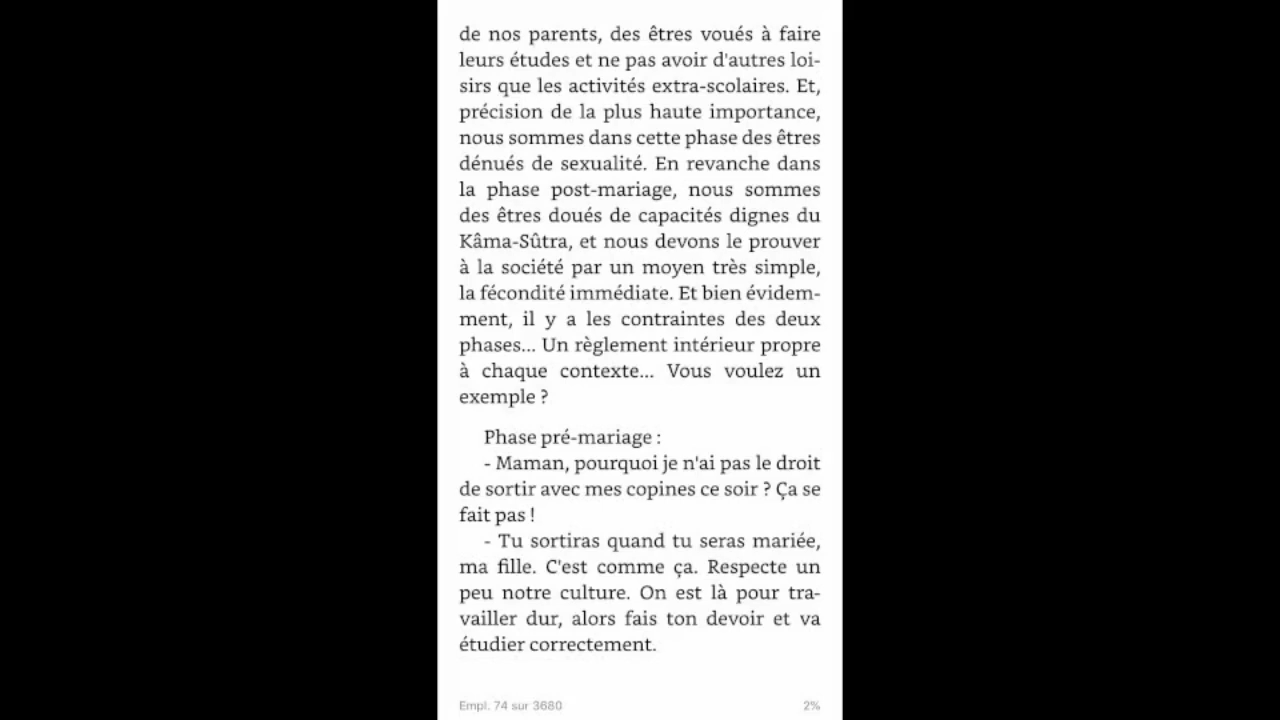 de nos parents, des êtres voués à faire
leurs études et ne pas avoir d'autres loi-
sirs que les activités extra-scolaires. Et,
précision de la plus haute importance,
nous sommes dans cette phase des êtres
dénués de sexualité. En revanche dans
la phase post-mariage, nous sommes
des êtres doués de capacités dignes du
Kâma-Sûtra, et nous devons le prouver
à la société par un moyen très simple,
la fécondité immédiate. Et bien évidem-
ment, il y a les contraintes des deux
phases... Un règlement intérieur propre
à chaque contexte... Vous voulez un
exemple ?
Phase pré-mariage :
- Maman, pourquoi je n'ai pas le droit
de sortir avec mes copines ce soir ? Ça se
fait pas !
- Tu sortiras quand tu seras mariée,
ma fille. C'est comme ça. Respecte un
peu notre culture. On est là pour tra-
vailler dur, alors fais ton devoir et va
étudier correctement.
Empl. 74 sur 3680 2%